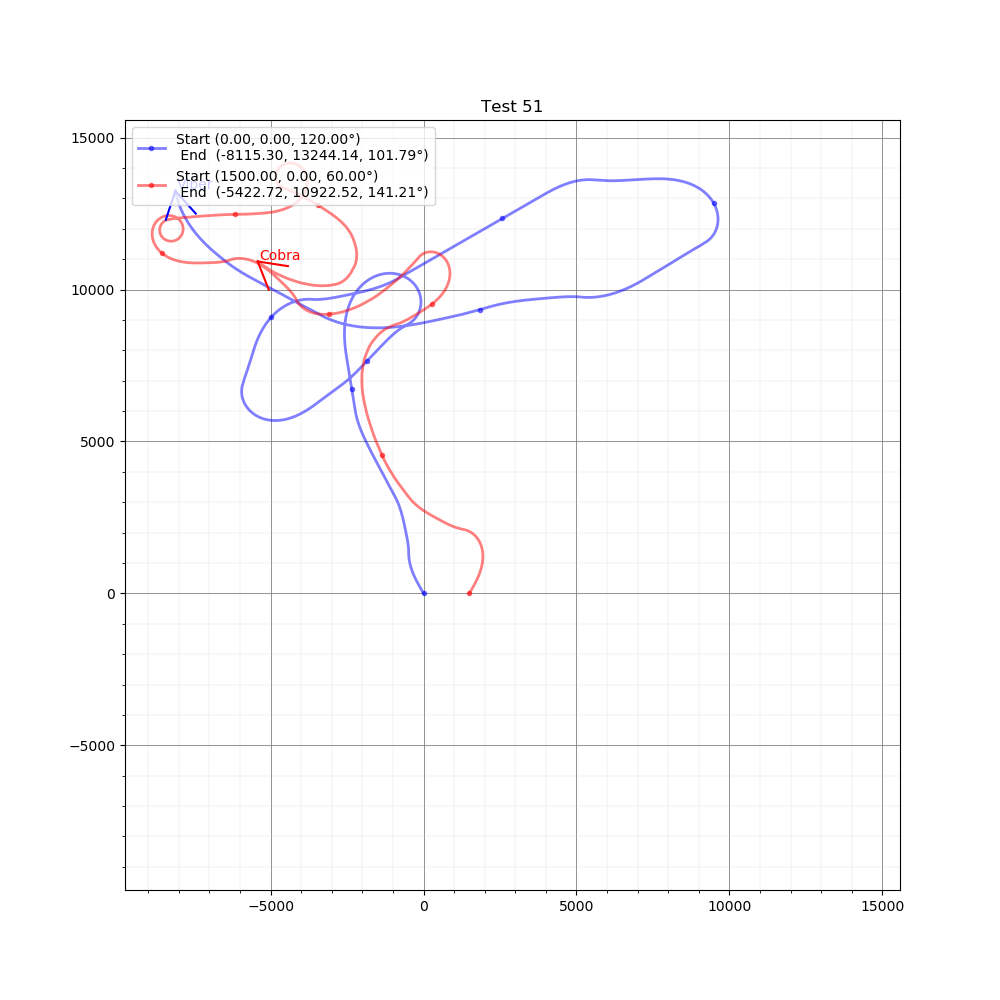 Test 51
15000
10000
5000
0
−5000
Start (0.00, 0.00, 120.00°)
End  (-8115.30, 13244.14, 101.79°)
Start (1500.00, 0.00, 60.00°)
End  (-5422.72, 10922.52, 141.21°)
Cobra
−5000
0
5000
10000
15000